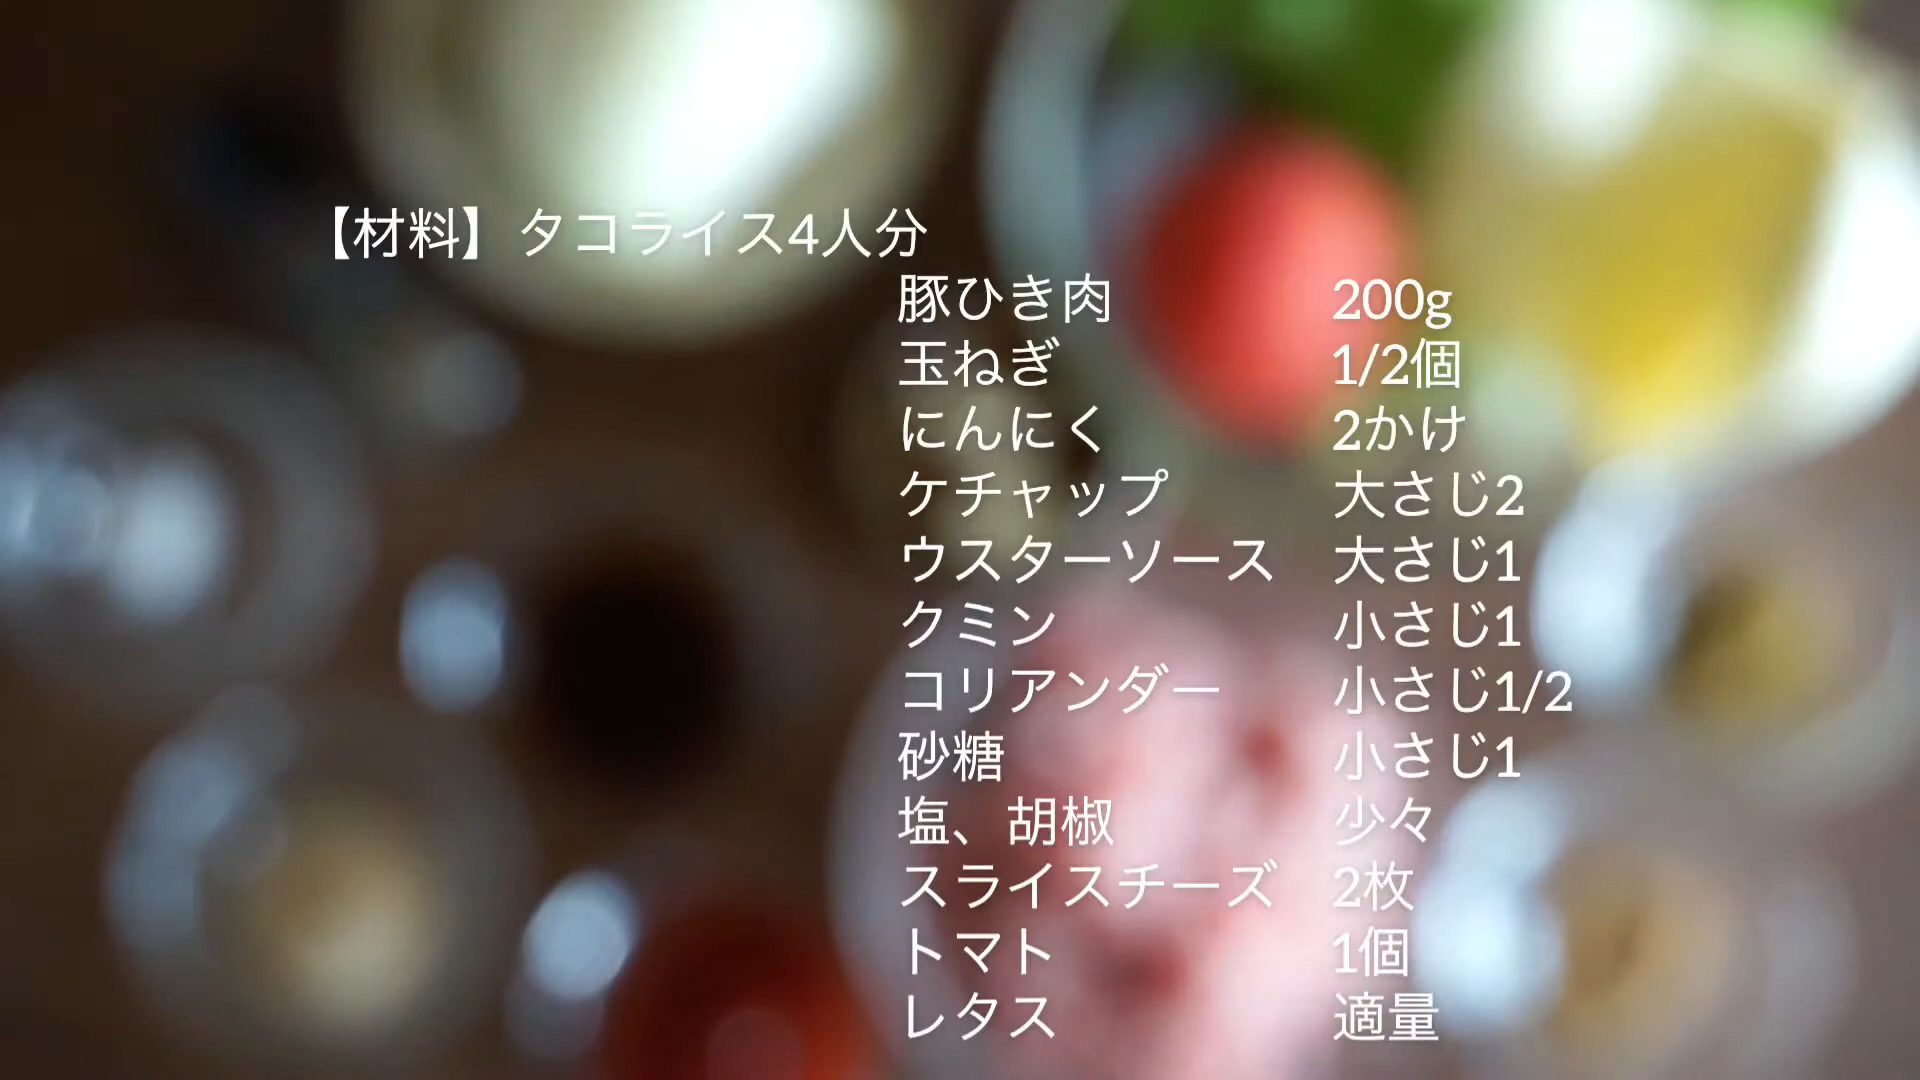 【材料】タコライス4人分
豚ひき肉 200g
玉ねぎ 1/2個
にんにく 2かけ
ケチャップ 大さじ2
ウスターソース 大さじ1
クミン 小さじ1
コリアンダー 小さじ1/2
砂糖 小さじ1
塩、胡椒 少々
スライスチーズ 2枚
トマト 1個
レタス 適量